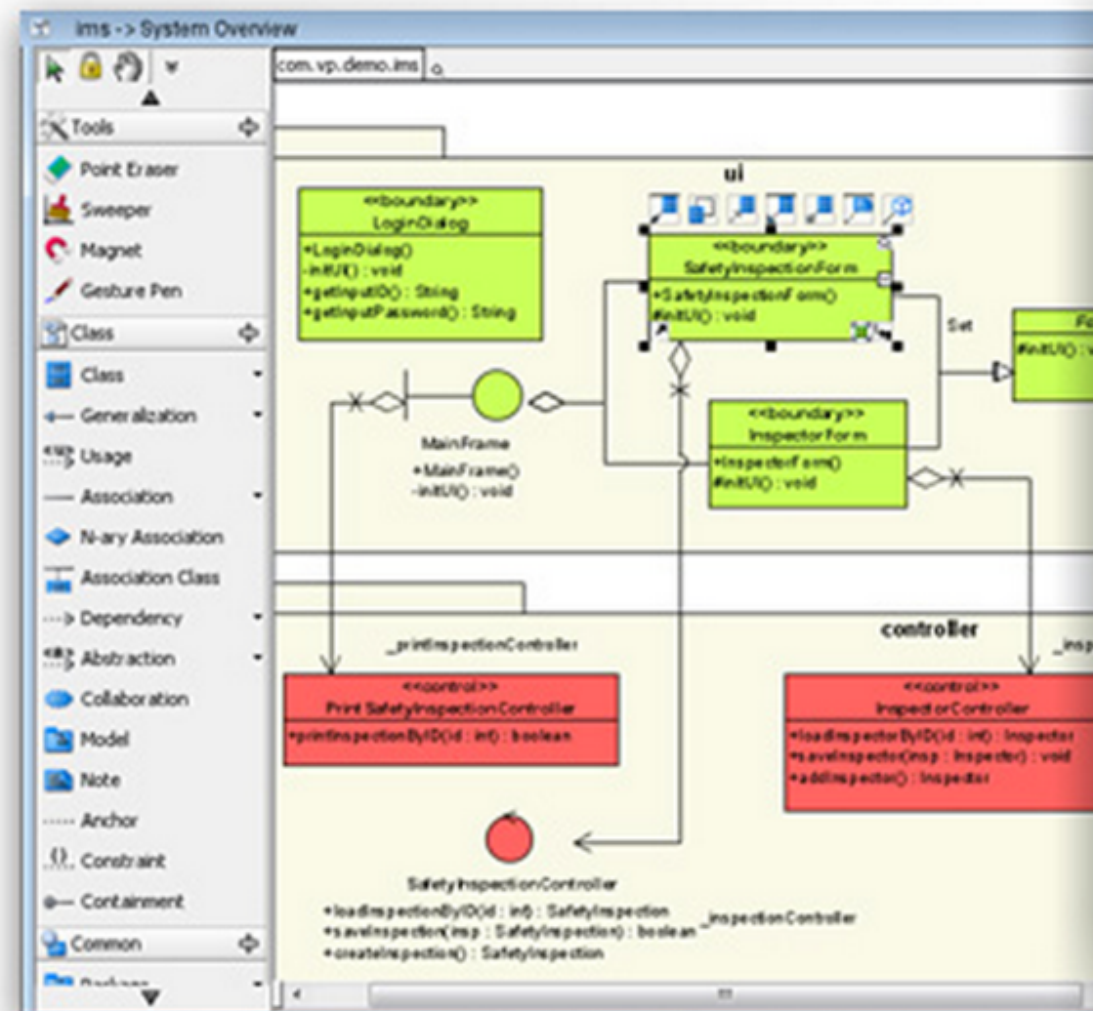 ims -> System Overview
com.vp.demo.ims
Tools
Point Eraser
Sweeper
Magnet
Gesture Pen
Class
Class
Generalization
Usage
Association
N-ary Association
Association Class
Dependency
Abstraction
Collaboration
Model
Note
Anchor
Constraint
Containment
Common
Package
ui
<<boundary>>
LoginDialog
+LoginDialog()
-initUI() : void
+getInputID() : String
+getInputPassword() : String
<<boundary>>
SafetyInspectionForm
+SafetyInspectionForm()
#initUI() : void
Set
#initUI() :
MainFrame
+MainFrame()
-initUI() : void
<<boundary>>
InspectorForm
+InspectorForm()
#initUI() : void
controller
_printInspectionController
<<control>>
Print SafetyInspectionController
+printInspectionByID(id : int) : boolean
<<control>>
InspectorController
+loadInspectorByID(id : int) : Inspector
+saveInspector(insp : Inspector) : void
+addInspector() : Inspector
SafetyInspectionController
+loadInspectionByID(id : int) : SafetyInspection
+saveInspection(insp : SafetyInspection) : boolean
+createInspection() : SafetyInspection
_inspectionController